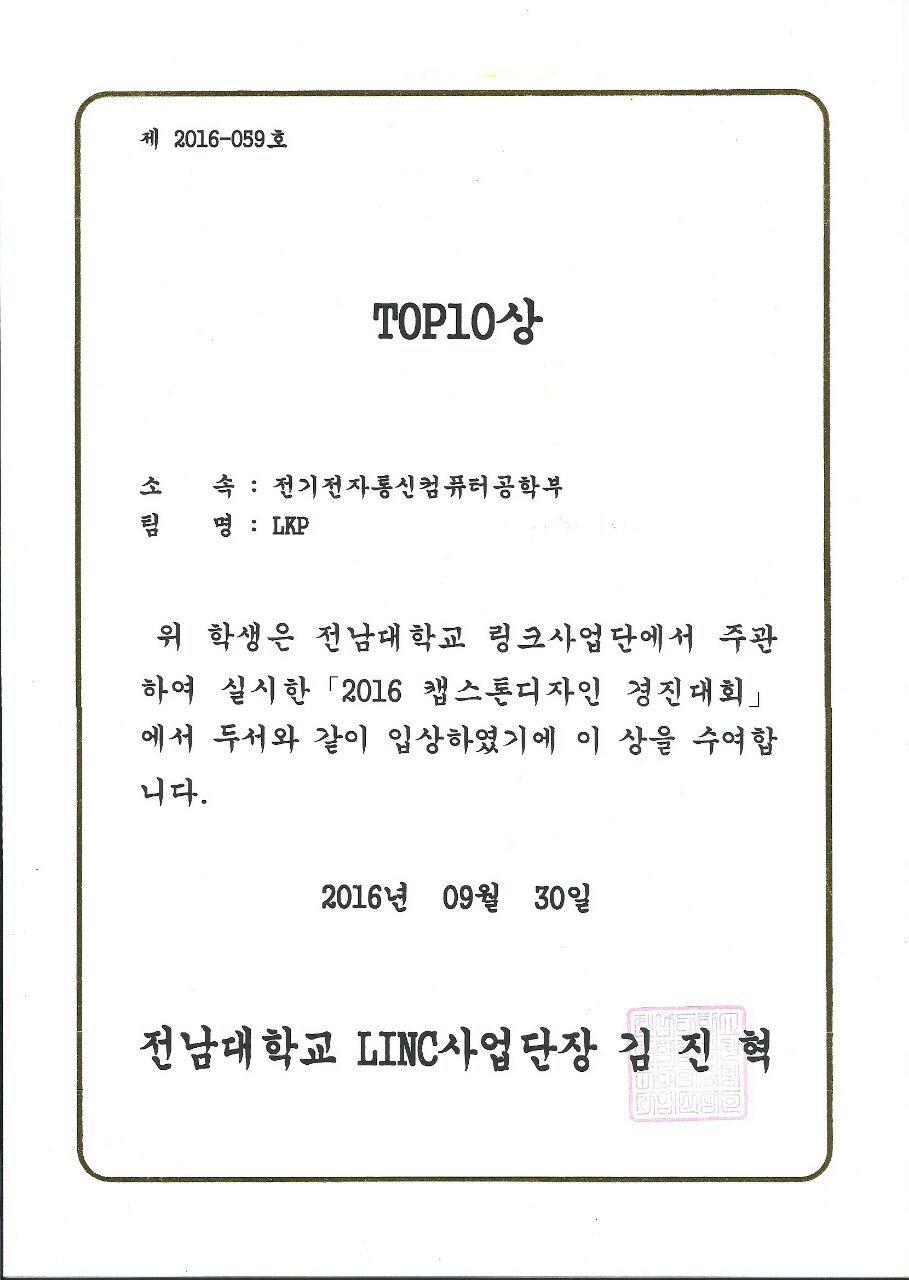 제 2016-059호
TOP10상
소 속 : 전기전자통신컴퓨터공학부
팀 명 : LKP
위 학생은 전남대학교 링크사업단에서 주관
하여 실시한「2016 캡스톤디자인 경진대회」
에서 두서와 같이 입상하였기에 이 상을 수여합
니다.
2016년 09월 30일
전남대학교 LINC사업단장 김 진 혁